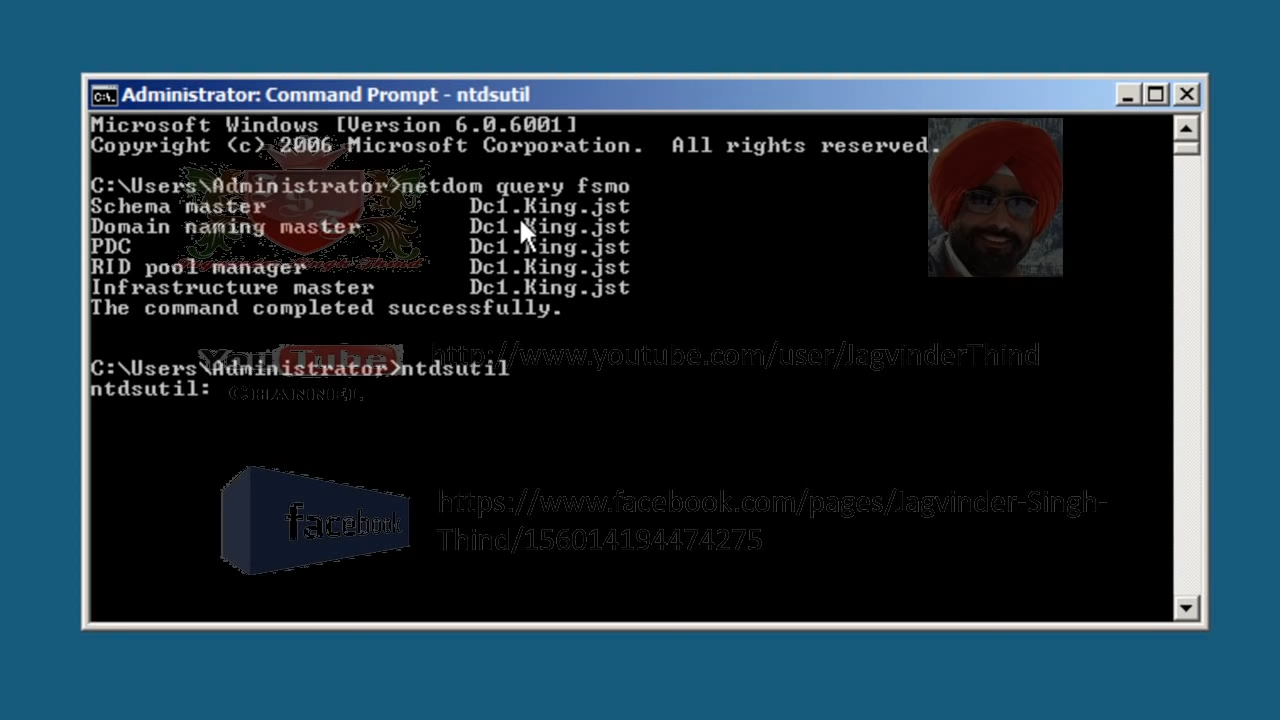 Administrator: Command Prompt - ntdsutil
Microsoft Windows [Version 6.0.6001]
Copyright (c) 2006 Microsoft Corporation.  All rights reserved.
C:\Users\Administrator>netdom query fsmo
Schema master Dc1.King.jst
Domain naming master Dc1.King.jst
PDC Dc1.King.jst
RID pool manager Dc1.King.jst
Infrastructure master Dc1.King.jst
The command completed successfully.
YouTube http://www.youtube.com/user/JagvinderThind
C:\Users\Administrator>ntdsutil
ntdsutil:
CHANNEL
facebook
https://www.facebook.com/pages/Jagvinder-Singh-
Thind/156014194474275